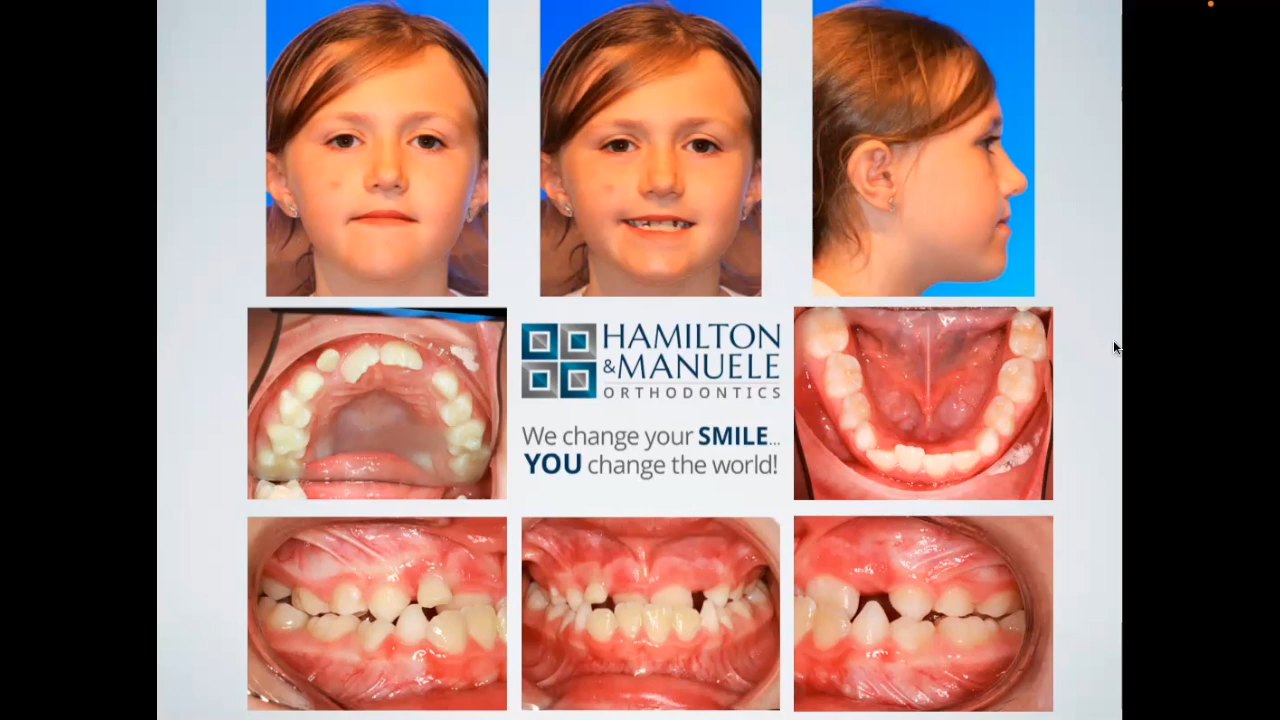 HAMILTON
&MANUELE
ORTHODONTICS
We change your SMILE...
YOU change the world!